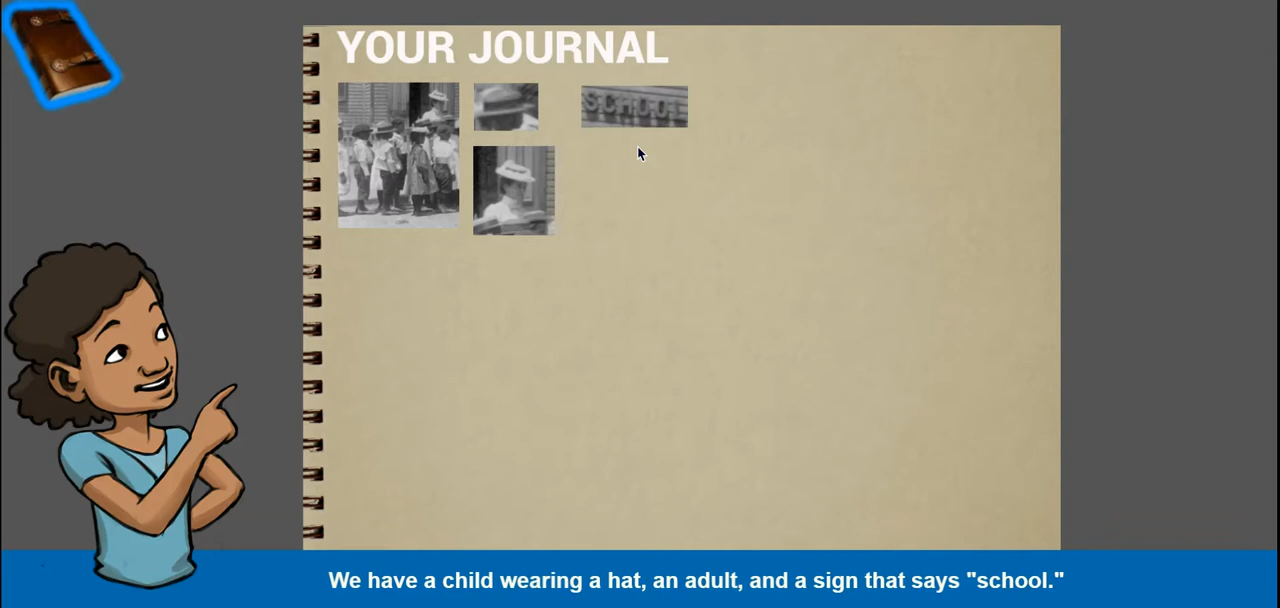 YOUR JOURNAL
SCHOOL
We have a child wearing a hat, an adult, and a sign that says "school."